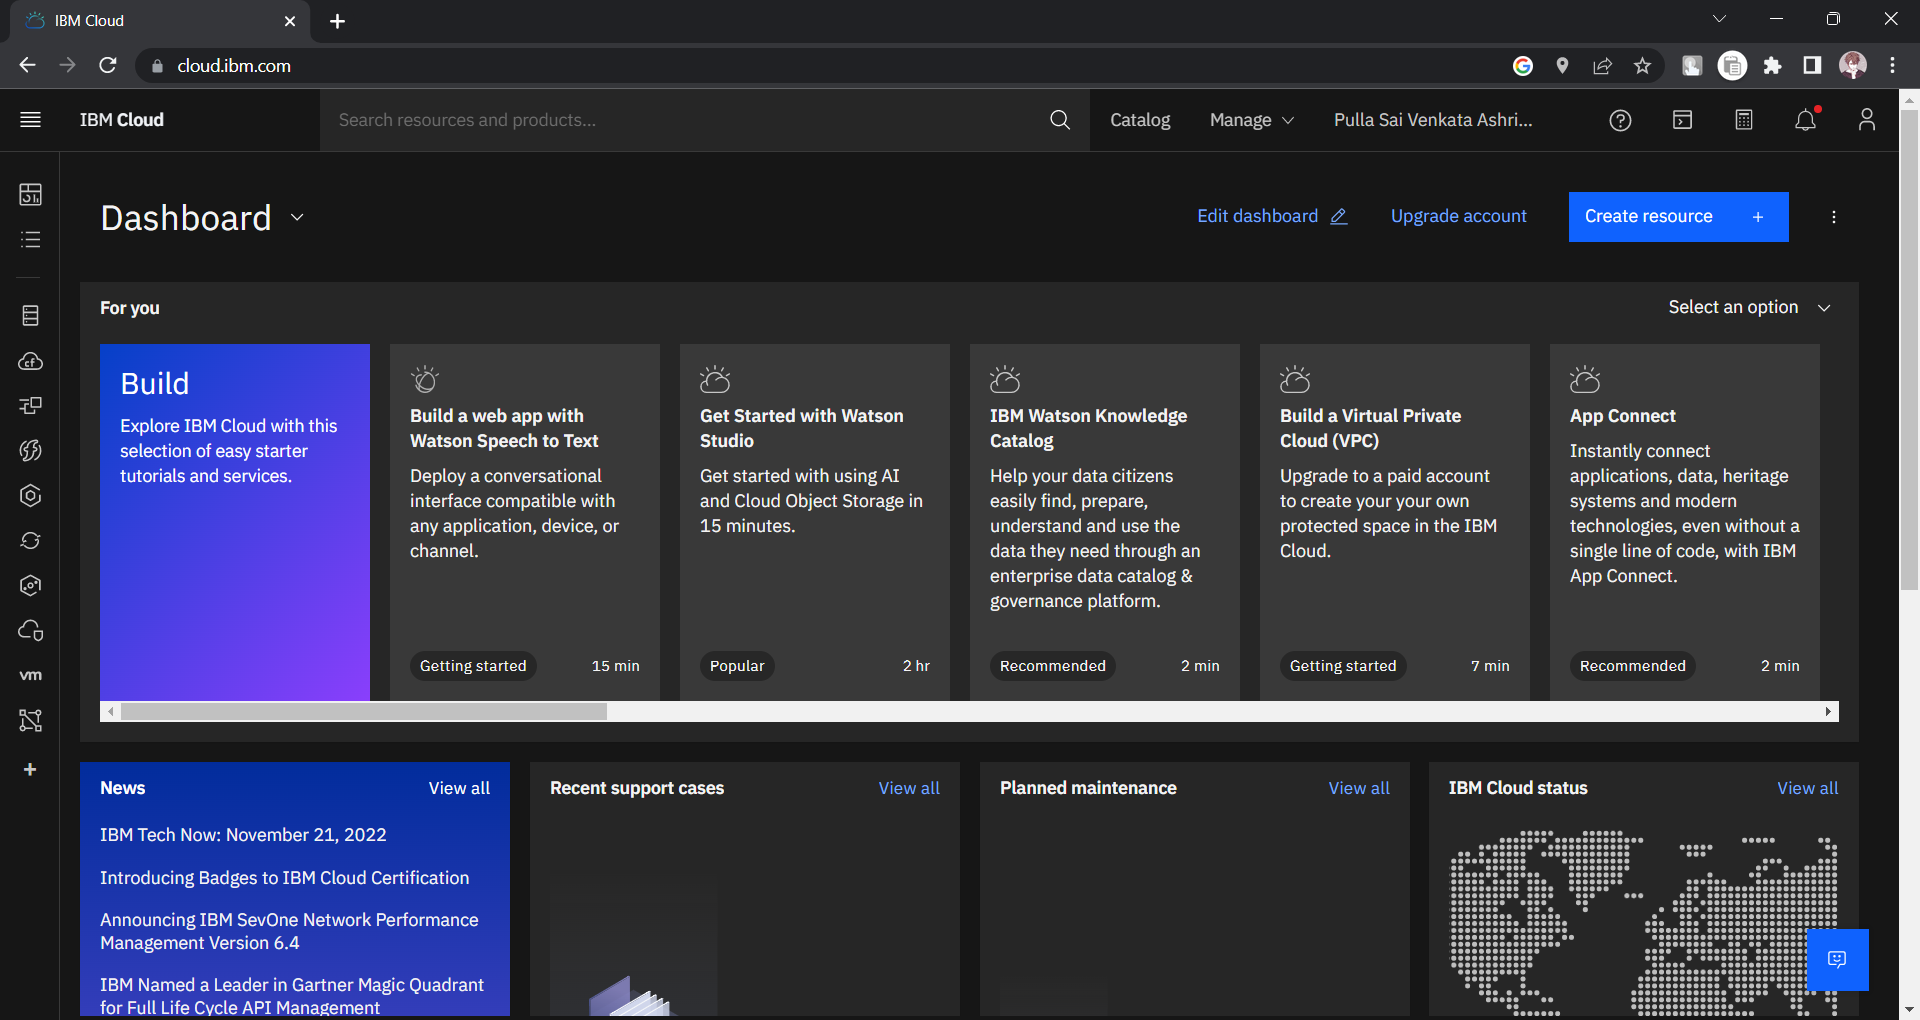 IBM Cloud
cloud.ibm.com
IBM Cloud
Search resources and products...
Catalog
Manage
Pulla Sai Venkata Ashri...
Dashboard
Edit dashboard
Upgrade account
Create resource +
For you
Select an option
Build
Explore IBM Cloud with this
selection of easy starter
tutorials and services.
Build a web app with
Watson Speech to Text
Deploy a conversational
interface compatible with
any application, device, or
channel.
Getting started
15 min
Get Started with Watson
Studio
Get started with using AI
and Cloud Object Storage in
15 minutes.
Popular
2 hr
IBM Watson Knowledge
Catalog
Help your data citizens
easily find, prepare,
understand and use the
data they need through an
enterprise data catalog &
governance platform.
Recommended
2 min
Build a Virtual Private
Cloud (VPC)
Upgrade to a paid account
to create your your own
protected space in the IBM
Cloud.
Getting started
7 min
App Connect
Instantly connect
applications, data, heritage
systems and modern
technologies, even without a
single line of code, with IBM
App Connect.
Recommended
2 min
cf
vm
News
View all
IBM Tech Now: November 21, 2022
Introducing Badges to IBM Cloud Certification
Announcing IBM SevOne Network Performance
Management Version 6.4
IBM Named a Leader in Gartner Magic Quadrant
for Full Life Cycle API Management
Recent support cases
View all
Planned maintenance
View all
IBM Cloud status
View all